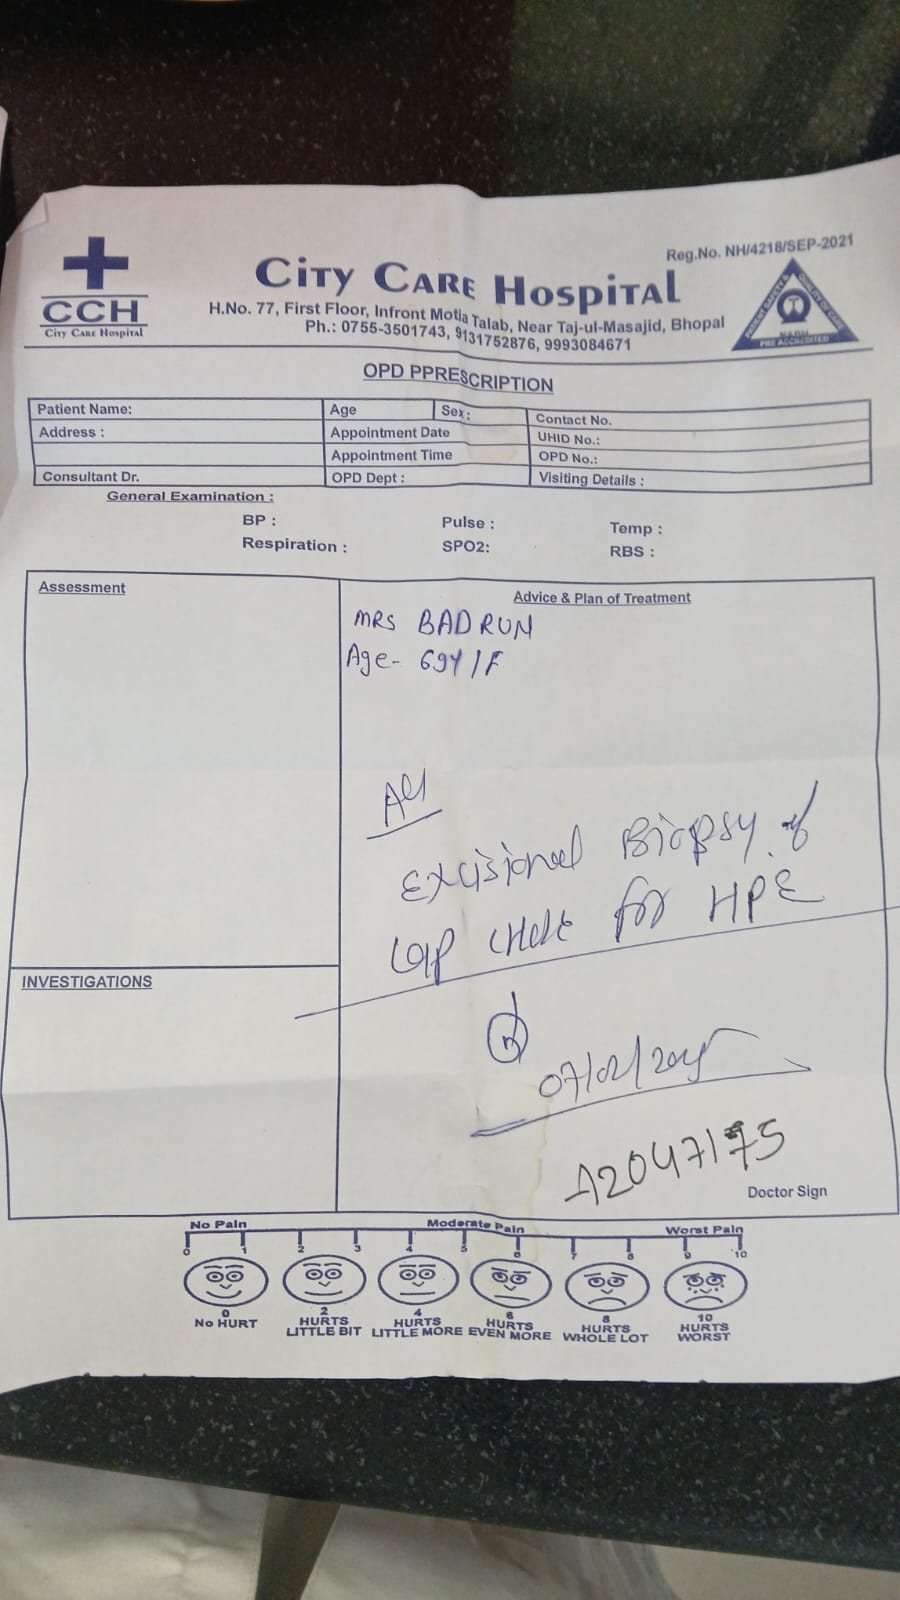 Reg.No. NH/4218/SEP-2021
CCH
City Care Hospital
City Care Hospital
H.No. 77, First Floor, Infront Motia Talab, Near Taj-ul-Masajid, Bhopal
Ph.: 0755-3501743, 9131752876, 9993084671
PRE ACCREDITED
OPD PPRESCRIPTION
Patient Name: Age Sex: Contact No.
Address : Appointment Date UHID No.:
Appointment Time OPD No.:
Consultant Dr. OPD Dept : Visiting Details :
General Examination :
BP : Pulse : Temp :
Respiration : SPO2: RBS :
Assessment
Advice & Plan of Treatment
MRS BADRUN
Age- 69Y/F
Excisional Biopsy of
for HPE
INVESTIGATIONS
07/02/2025
Doctor Sign
No Pain Moderate Pain Worst Pain
0 1 2 3 4 5 6 7 8 9 10
0 2 4 6 8 10
No HURT HURTS HURTS HURTS HURTS HURTS
LITTLE BIT LITTLE MORE EVEN MORE WHOLE LOT WORST